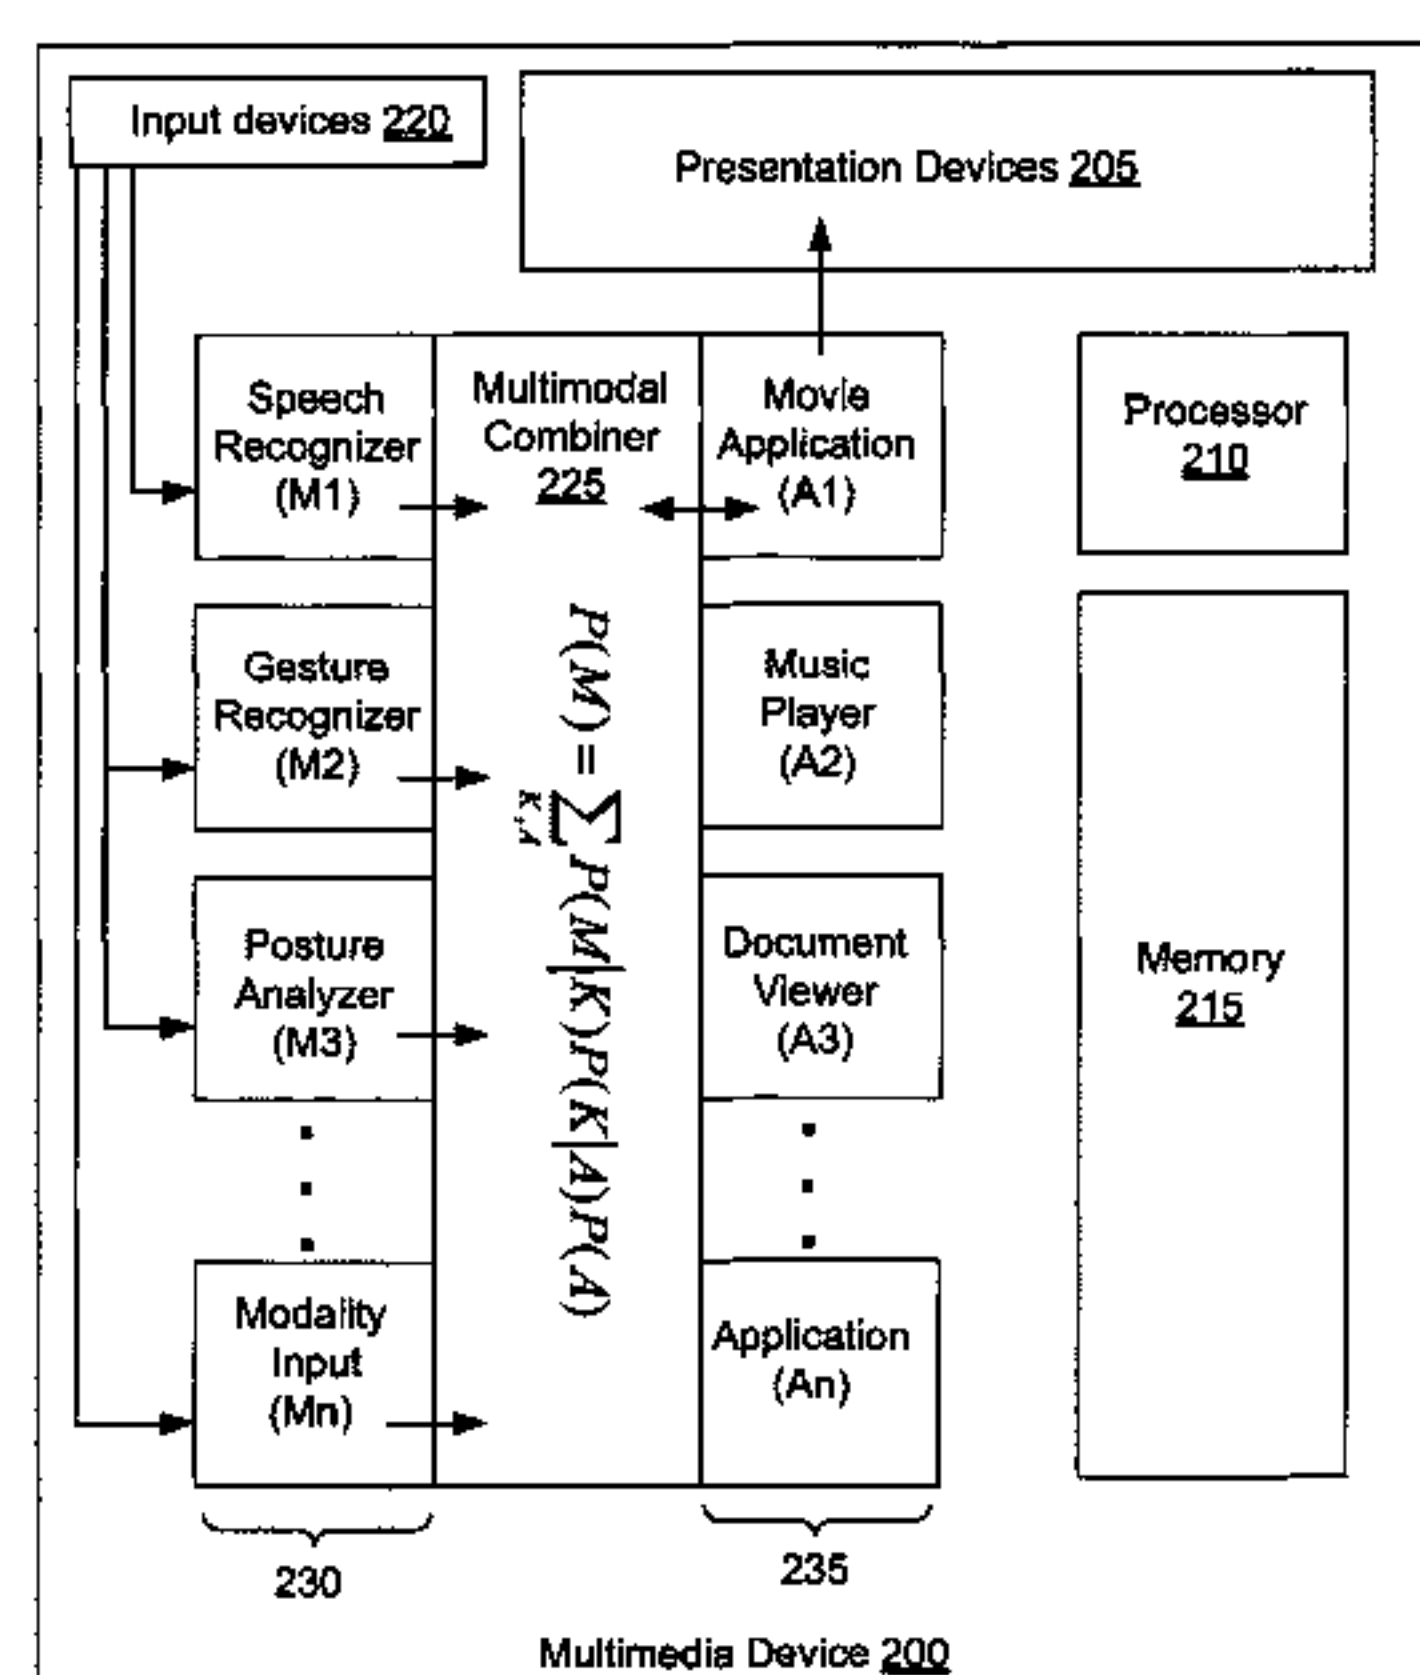 Input devices 220
Presentation Devices 205
Speech
Recognizer
(M1)
Multimodal
Combiner
225
Movie
Application
(A1)
Processor
210
Gesture
Recognizer
(M2)
P(M) = ∑ P(M|K)P(K|A)P(A)
K,A
Music
Player
(A2)
Posture
Analyzer
(M3)
Document
Viewer
(A3)
Memory
215
Modality
Input
(Mn)
Application
(An)
230
235
Multimedia Device 200